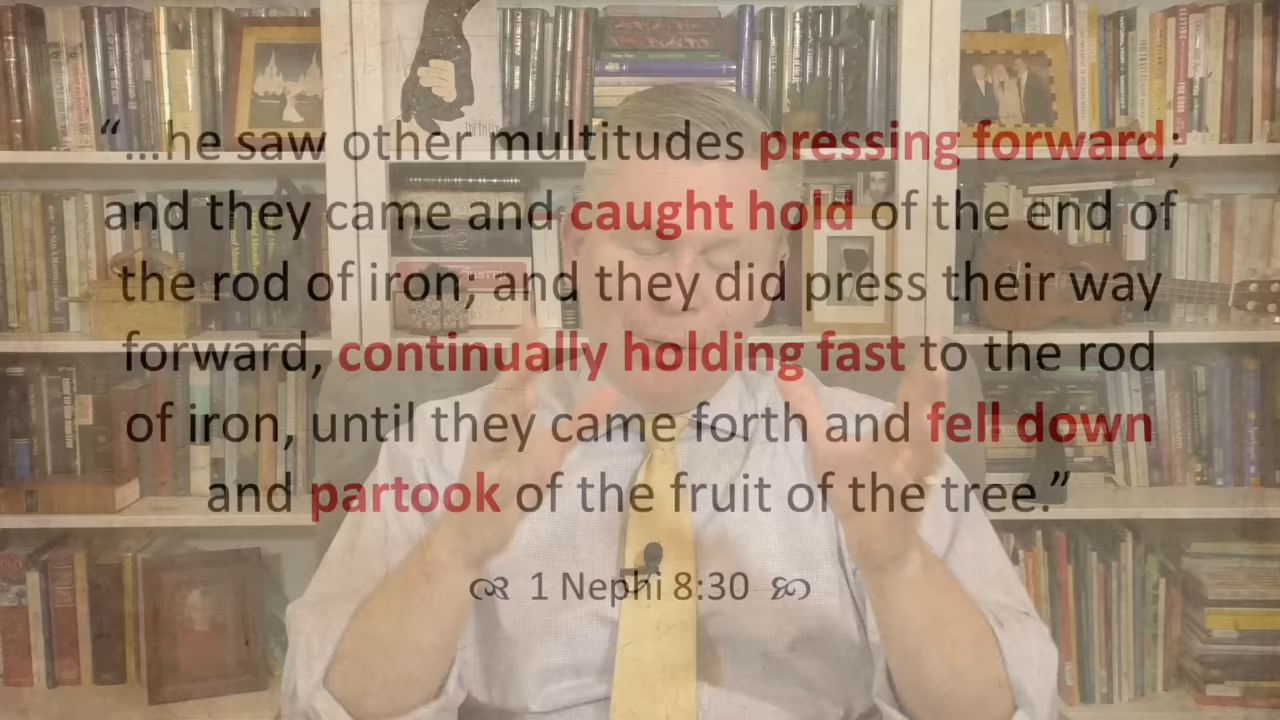 “…he saw other multitudes pressing forward;
and they came and caught hold of the end of
the rod of iron; and they did press their way
forward, continually holding fast to the rod
of iron, until they came forth and fell down
and partook of the fruit of the tree.”
1 Nephi 8:30